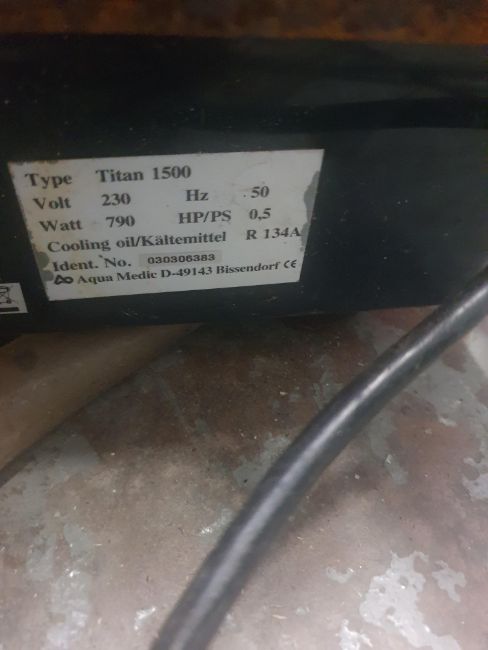 Type Titan 1500
Volt 230 Hz 50
Watt 790 HP/PS 0,5
Cooling oil/Kältemittel R 134A
Ident. No. 030306383
Aqua Medic D-49143 Bissendorf CE